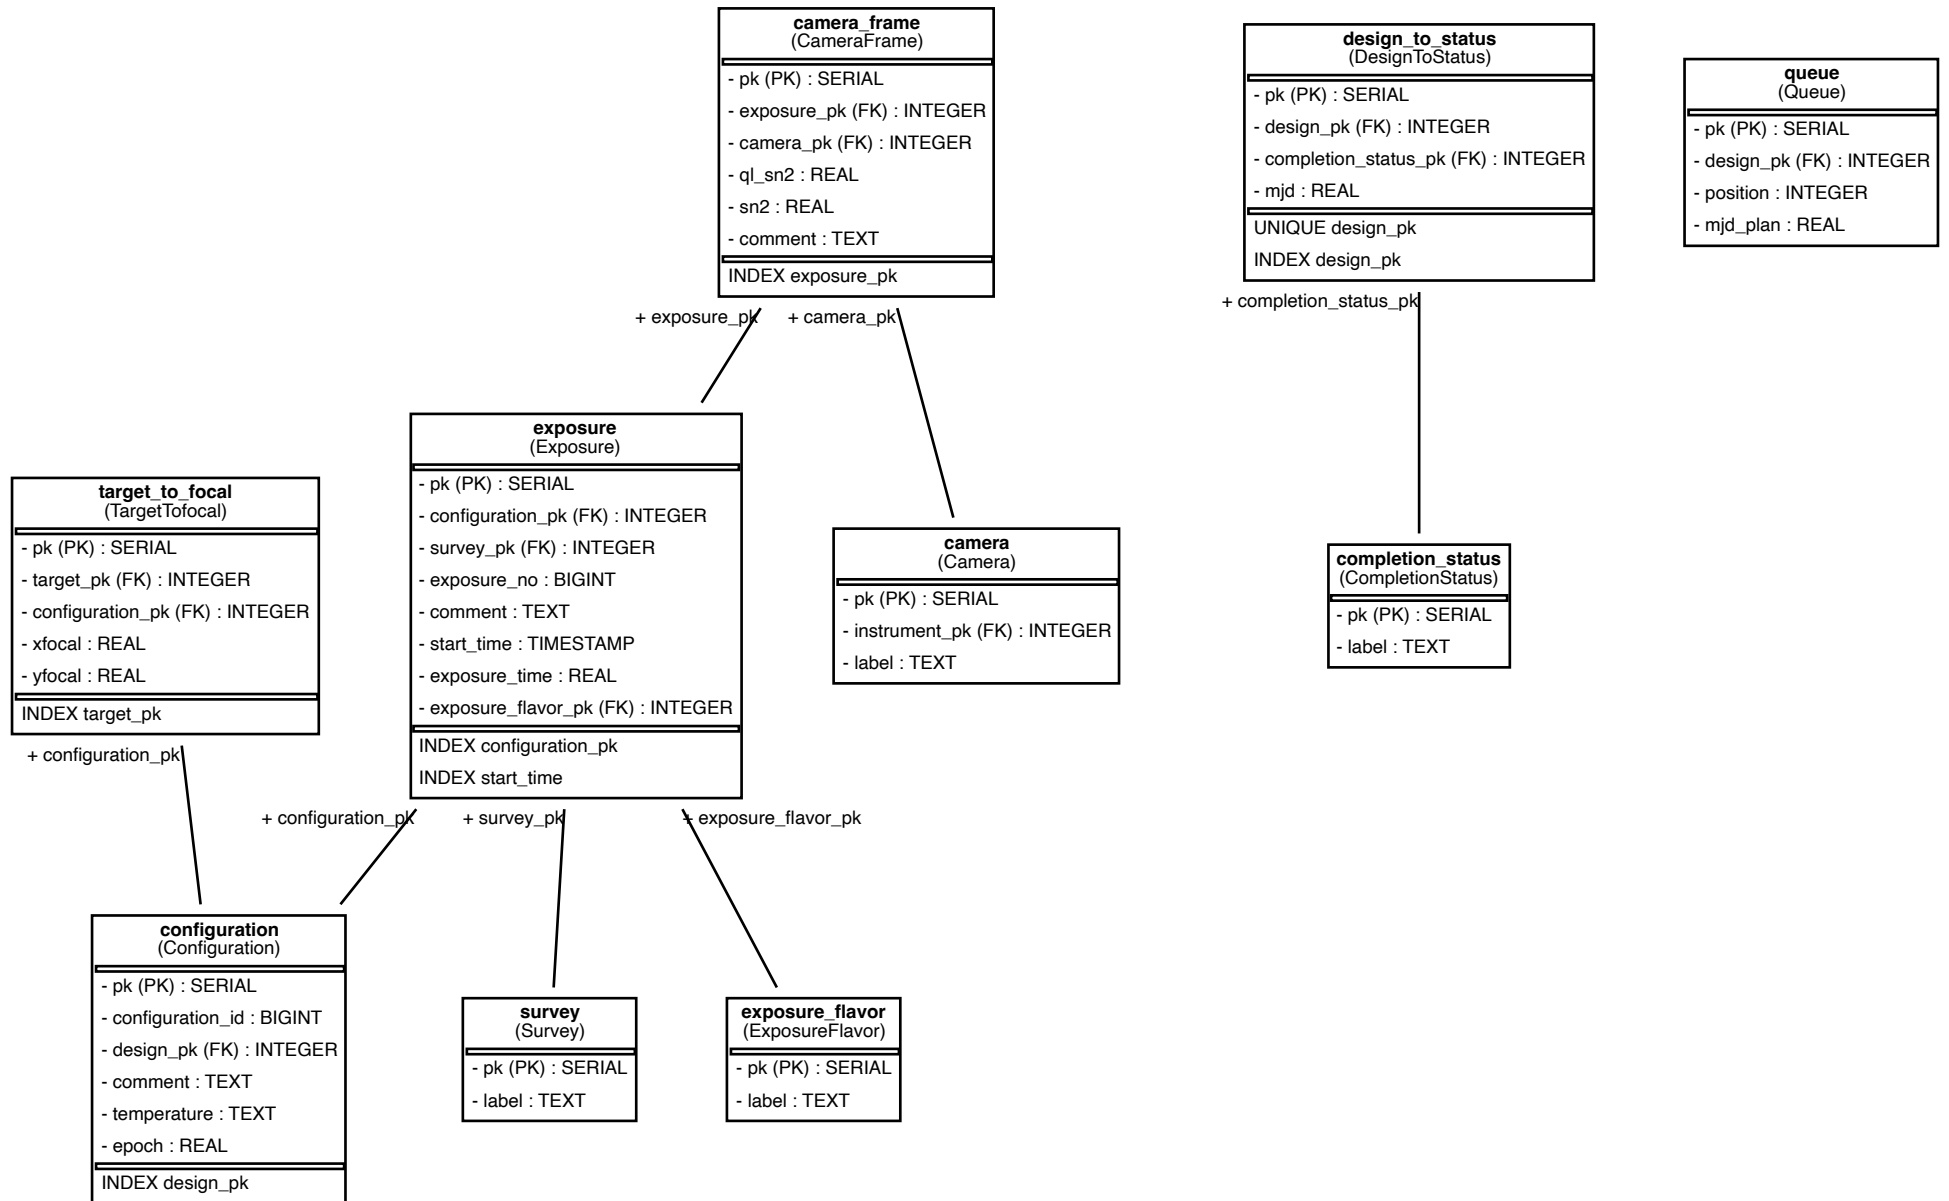 camera_frame
(CameraFrame)
- pk (PK) : SERIAL
- exposure_pk (FK) : INTEGER
- camera_pk (FK) : INTEGER
- ql_sn2 : REAL
- sn2 : REAL
- comment : TEXT
INDEX exposure_pk
design_to_status
(DesignToStatus)
- pk (PK) : SERIAL
- design_pk (FK) : INTEGER
- completion_status_pk (FK) : INTEGER
- mjd : REAL
UNIQUE design_pk
INDEX design_pk
queue
(Queue)
- pk (PK) : SERIAL
- design_pk (FK) : INTEGER
- position : INTEGER
- mjd_plan : REAL
+ exposure_pk
+ camera_pk
+ completion_status_pk
target_to_focal
(TargetTofocal)
- pk (PK) : SERIAL
- target_pk (FK) : INTEGER
- configuration_pk (FK) : INTEGER
- xfocal : REAL
- yfocal : REAL
INDEX target_pk
exposure
(Exposure)
- pk (PK) : SERIAL
- configuration_pk (FK) : INTEGER
- survey_pk (FK) : INTEGER
- exposure_no : BIGINT
- comment : TEXT
- start_time : TIMESTAMP
- exposure_time : REAL
- exposure_flavor_pk (FK) : INTEGER
INDEX configuration_pk
INDEX start_time
camera
(Camera)
- pk (PK) : SERIAL
- instrument_pk (FK) : INTEGER
- label : TEXT
completion_status
(CompletionStatus)
- pk (PK) : SERIAL
- label : TEXT
+ configuration_pk
+ configuration_pk
+ survey_pk
+ exposure_flavor_pk
configuration
(Configuration)
- pk (PK) : SERIAL
- configuration_id : BIGINT
- design_pk (FK) : INTEGER
- comment : TEXT
- temperature : TEXT
- epoch : REAL
INDEX design_pk
survey
(Survey)
- pk (PK) : SERIAL
- label : TEXT
exposure_flavor
(ExposureFlavor)
- pk (PK) : SERIAL
- label : TEXT